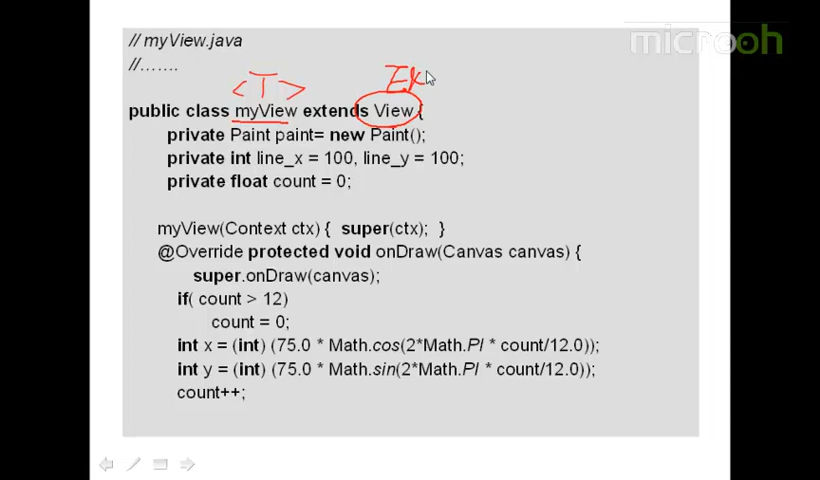 microoh
// myView.java
//…….
<T> EX
public class myView extends View {
private Paint paint= new Paint();
private int line_x = 100, line_y = 100;
private float count = 0;
myView(Context ctx) { super(ctx); }
@Override protected void onDraw(Canvas canvas) {
super.onDraw(canvas);
if( count > 12)
count = 0;
int x = (int) (75.0 * Math.cos(2*Math.PI * count/12.0));
int y = (int) (75.0 * Math.sin(2*Math.PI * count/12.0));
count++;